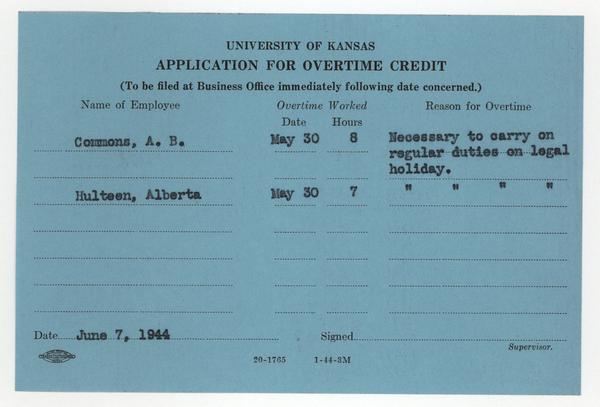 UNIVERSITY OF KANSAS
APPLICATION FOR OVERTIME CREDIT
(To be filed at Business Office immediately following date concerned.)
Name of Employee Overtime Worked Reason for Overtime
Date Hours
Commons, A. B. May 30 8 Necessary to carry on
regular duties on legal
holiday.
Hulteen, Alberta May 30 7 " " " "
Date June 7, 1944 Signed
Supervisor.
20-1765 1-44-3M